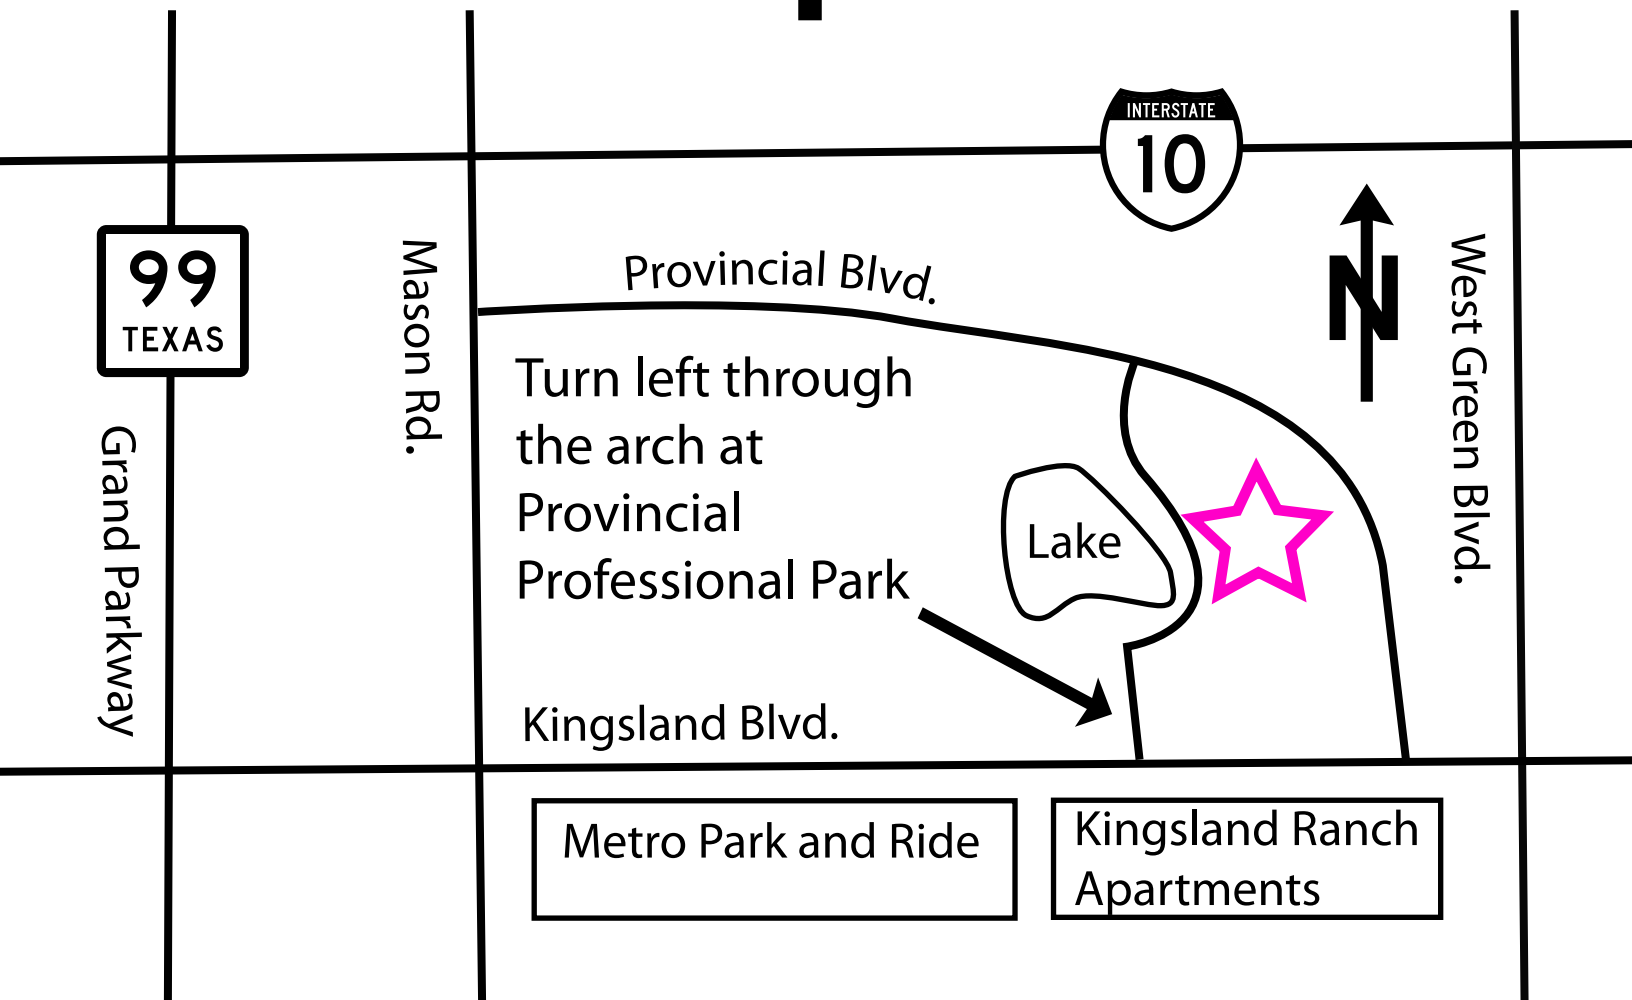 INTERSTATE
10
99
TEXAS
Grand Parkway
Mason Rd.
Provincial Blvd.
N
West Green Blvd.
Turn left through
the arch at
Provincial
Professional Park
Lake
Kingsland Blvd.
Metro Park and Ride
Kingsland Ranch
Apartments